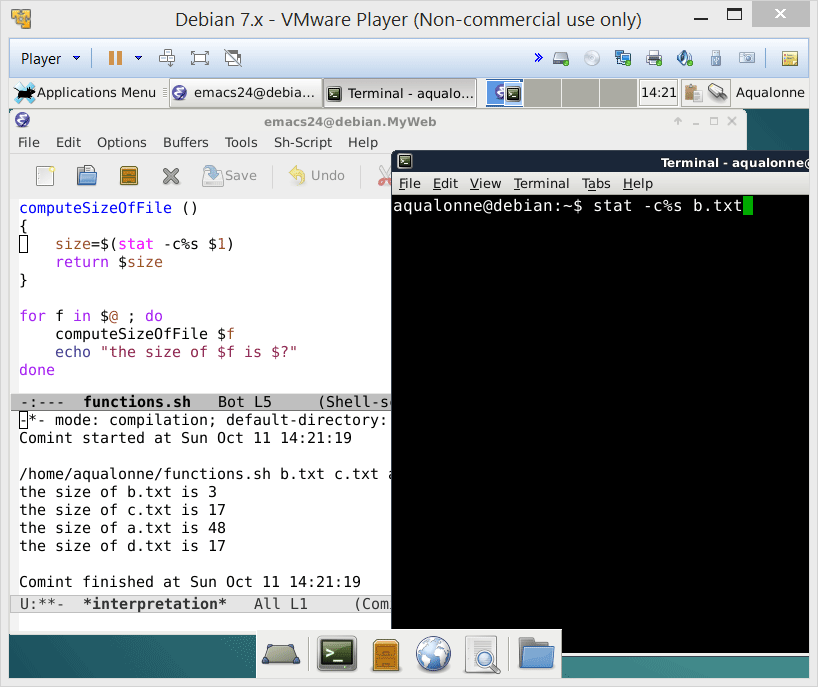 Debian 7.x - VMware Player (Non-commercial use only)
Player
Applications Menu
emacs24@debia...
Terminal - aqualo...
14:21
Aqualonne
emacs24@debian.MyWeb
File Edit Options Buffers Tools Sh-Script Help
Save Undo
computeSizeOfFile ()
{
size=$(stat -c%s $1)
return $size
}
for f in $@ ; do
computeSizeOfFile $f
echo "the size of $f is $?"
done
-:--- functions.sh Bot L5 (Shell-s
-*- mode: compilation; default-directory:
Comint started at Sun Oct 11 14:21:19
/home/aqualonne/functions.sh b.txt c.txt a
the size of b.txt is 3
the size of c.txt is 17
the size of a.txt is 48
the size of d.txt is 17
Comint finished at Sun Oct 11 14:21:19
U:**- *interpretation* All L1 (Com
Terminal - aqualonne@
File Edit View Terminal Tabs Help
aqualonne@debian:~$ stat -c%s b.txt